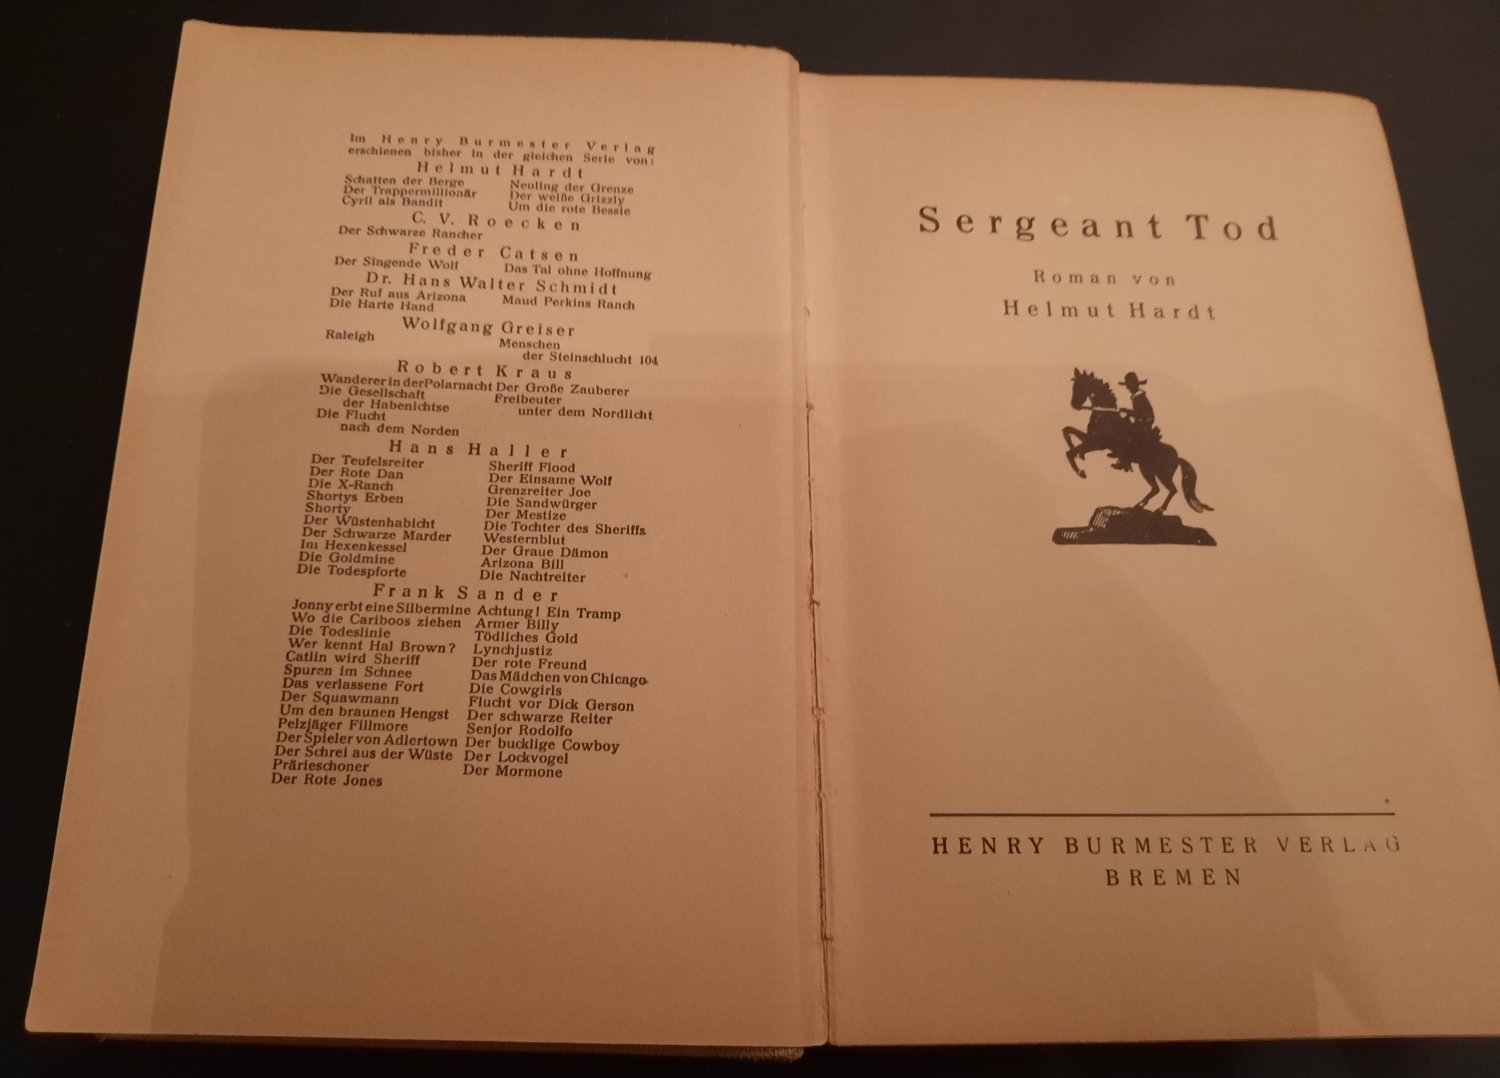 Im Henry Burmester Verlag
erschienen bisher in der gleichen Serie von:
Helmut Hardt
Schatten der Berge Neuling der Grenze
Der Trappermillionär Der weiße Grizzly
Cyril als Bandit Um die rote Bessie
C. V. Roecken
Der Schwarze Rancher
Freder Catsen
Der Singende Wolf Das Tal ohne Hoffnung
Dr. Hans Walter Schmidt
Der Ruf aus Arizona Maud Perkins Ranch
Die Harte Hand
Wolfgang Greiser
Raleigh Menschen
der Steinschlucht 104
Robert Kraus
Wanderer in der Polarnacht Der Große Zauberer
Die Gesellschaft Freibeuter
der Habenichtse unter dem Nordlicht
Die Flucht
nach dem Norden
Hans Haller
Der Teufelsreiter Sheriff Flood
Der Rote Dan Der Einsame Wolf
Die X-Ranch Grenzreiter Joe
Shortys Erben Die Sandwürger
Shorty Der Mestize
Der Wüstenhabicht Die Tochter des Sheriffs
Der Schwarze Marder Westernblut
Im Hexenkessel Der Graue Dämon
Die Goldmine Arizona Bill
Die Todespforte Die Nachtreiter
Frank Sander
Jonny erbt eine Silbermine Achtung! Ein Tramp
Wo die Cariboos ziehen Armer Billy
Die Todeslinie Tödliches Gold
Wer kennt Hal Brown? Lynchjustiz
Catlin wird Sheriff Der rote Freund
Spuren im Schnee Das Mädchen von Chicago
Das verlassene Fort Die Cowgirls
Der Squawmann Flucht vor Dick Gerson
Um den braunen Hengst Der schwarze Reiter
Pelzjäger Fillmore Senjor Rodolfo
Der Spieler von Adlertown Der bucklige Cowboy
Der Schrei aus der Wüste Der Lockvogel
Prärieschoner Der Mormone
Der Rote Jones
Sergeant Tod
Roman von
Helmut Hardt
HENRY BURMESTER VERLAG
BREMEN